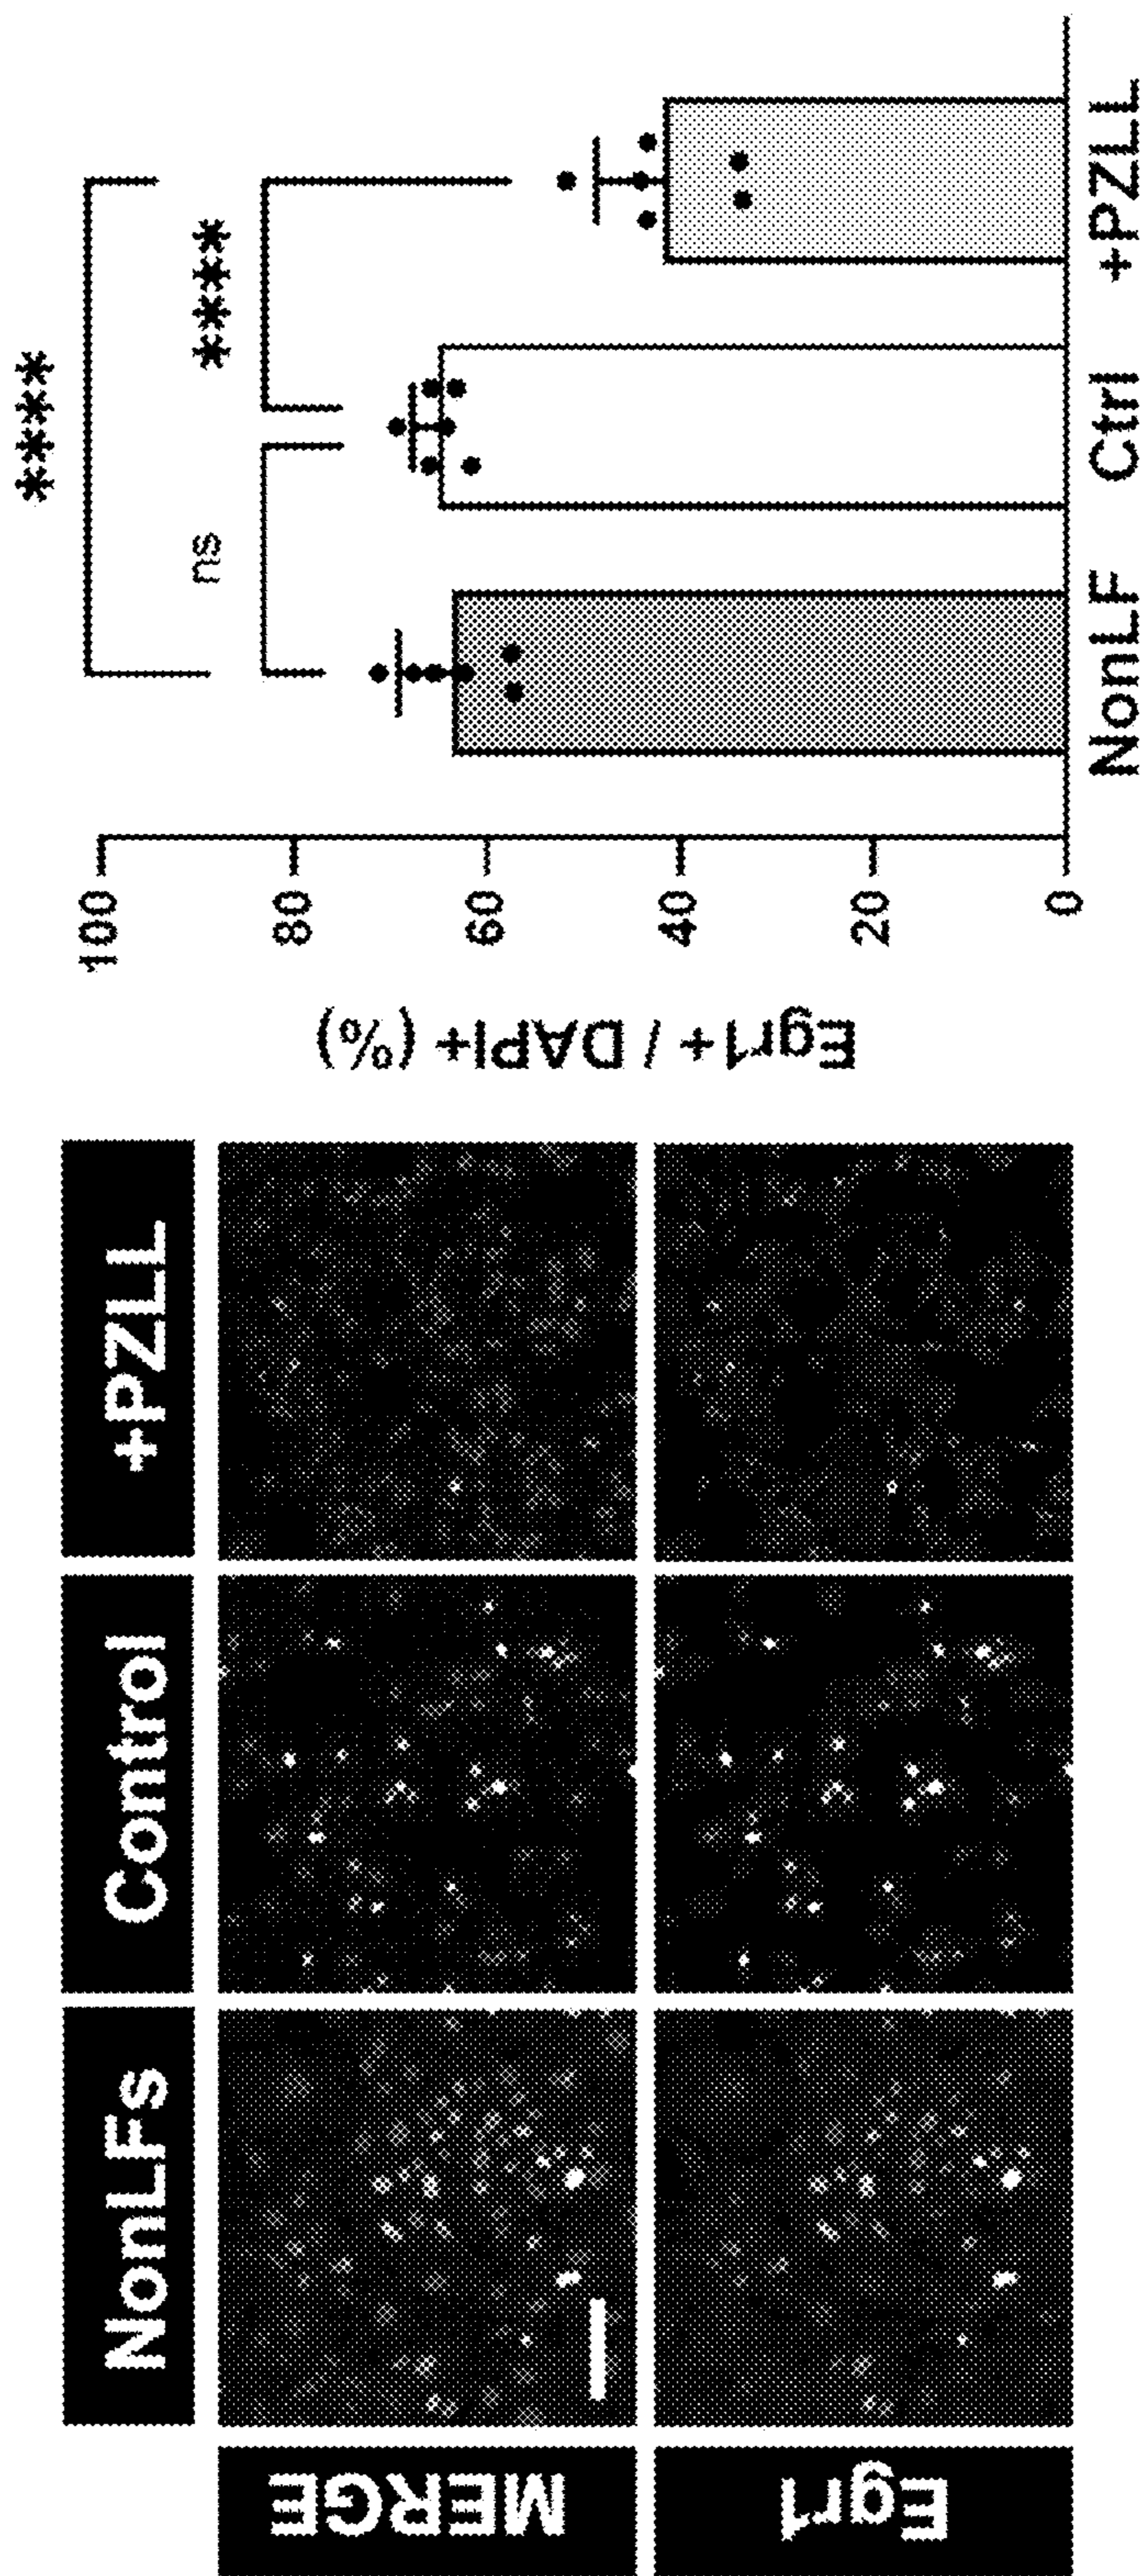 NonLFs Control +PZLL
MERGE
Egr1
Egr1+ / DAPI+ (%)
100
80
60
40
20
0
****
ns
****
NonLF Ctrl +PZLL